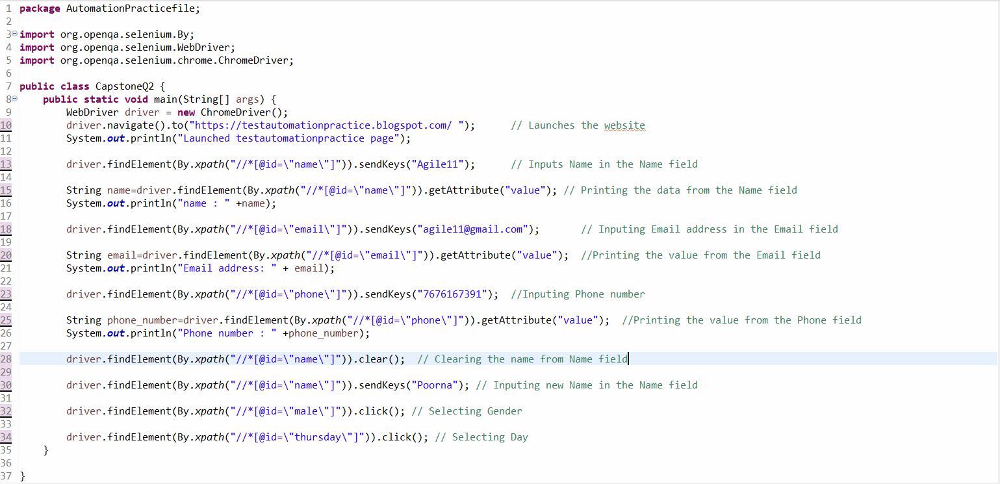 1 package AutomationPracticefile;
2
3 import org.openqa.selenium.By;
4 import org.openqa.selenium.WebDriver;
5 import org.openqa.selenium.chrome.ChromeDriver;
6
7 public class CapstoneQ2 {
8     public static void main(String[] args) {
9         WebDriver driver = new ChromeDriver();
10         driver.navigate().to("https://testautomationpractice.blogspot.com/ ");      // Launches the website
11         System.out.println("Launched testautomationpractice page");
12
13         driver.findElement(By.xpath("//*[@id=\"name\"]")).sendKeys("Agile11");      // Inputs Name in the Name field
14
15         String name=driver.findElement(By.xpath("//*[@id=\"name\"]")).getAttribute("value"); // Printing the data from the Name field
16         System.out.println("name : " +name);
17
18         driver.findElement(By.xpath("//*[@id=\"email\"]")).sendKeys("agile11@gmail.com");       // Inputing Email address in the Email field
19
20         String email=driver.findElement(By.xpath("//*[@id=\"email\"]")).getAttribute("value");  //Printing the value from the Email field
21         System.out.println("Email address: " + email);
22
23         driver.findElement(By.xpath("//*[@id=\"phone\"]")).sendKeys("7676167391");  //Inputing Phone number
24
25         String phone_number=driver.findElement(By.xpath("//*[@id=\"phone\"]")).getAttribute("value");  //Printing the value from the Phone field
26         System.out.println("Phone number : " +phone_number);
27
28         driver.findElement(By.xpath("//*[@id=\"name\"]")).clear();  // Clearing the name from Name field
29
30         driver.findElement(By.xpath("//*[@id=\"name\"]")).sendKeys("Poorna"); // Inputing new Name in the Name field
31
32         driver.findElement(By.xpath("//*[@id=\"male\"]")).click(); // Selecting Gender
33
34         driver.findElement(By.xpath("//*[@id=\"thursday\"]")).click(); // Selecting Day
35     }
36
37 }